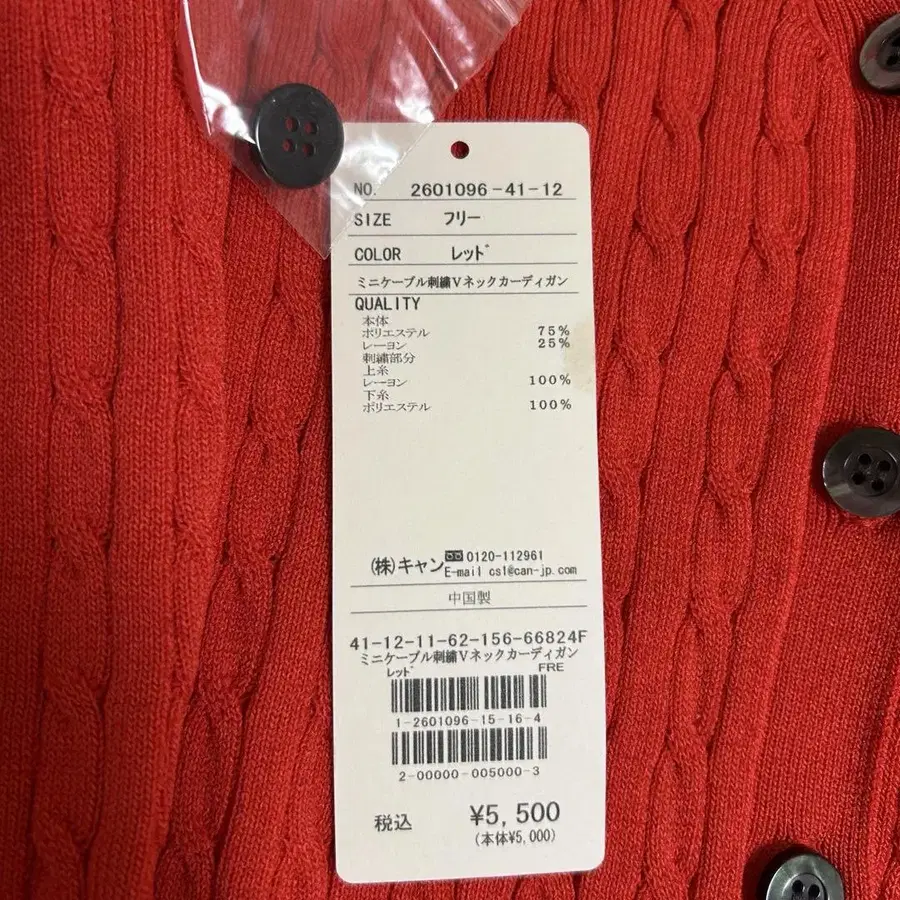 NO. 2601096-41-12
SIZE フリー
COLOR レッド
ミニケーブル刺繍Vネックカーディガン
QUALITY
本体
ポリエステル 75%
レーヨン 25%
刺繍部分
上糸
レーヨン 100%
下糸
ポリエステル 100%
(株)キャン 0120-112961
E-mail cs1@can-jp.com
中国製
41-12-11-62-156-66824F
ミニケーブル刺繍Vネックカーディガン
レッド FRE
1-2601096-15-16-4
2-00000-005000-3
税込 ¥5,500
(本体¥5,000)